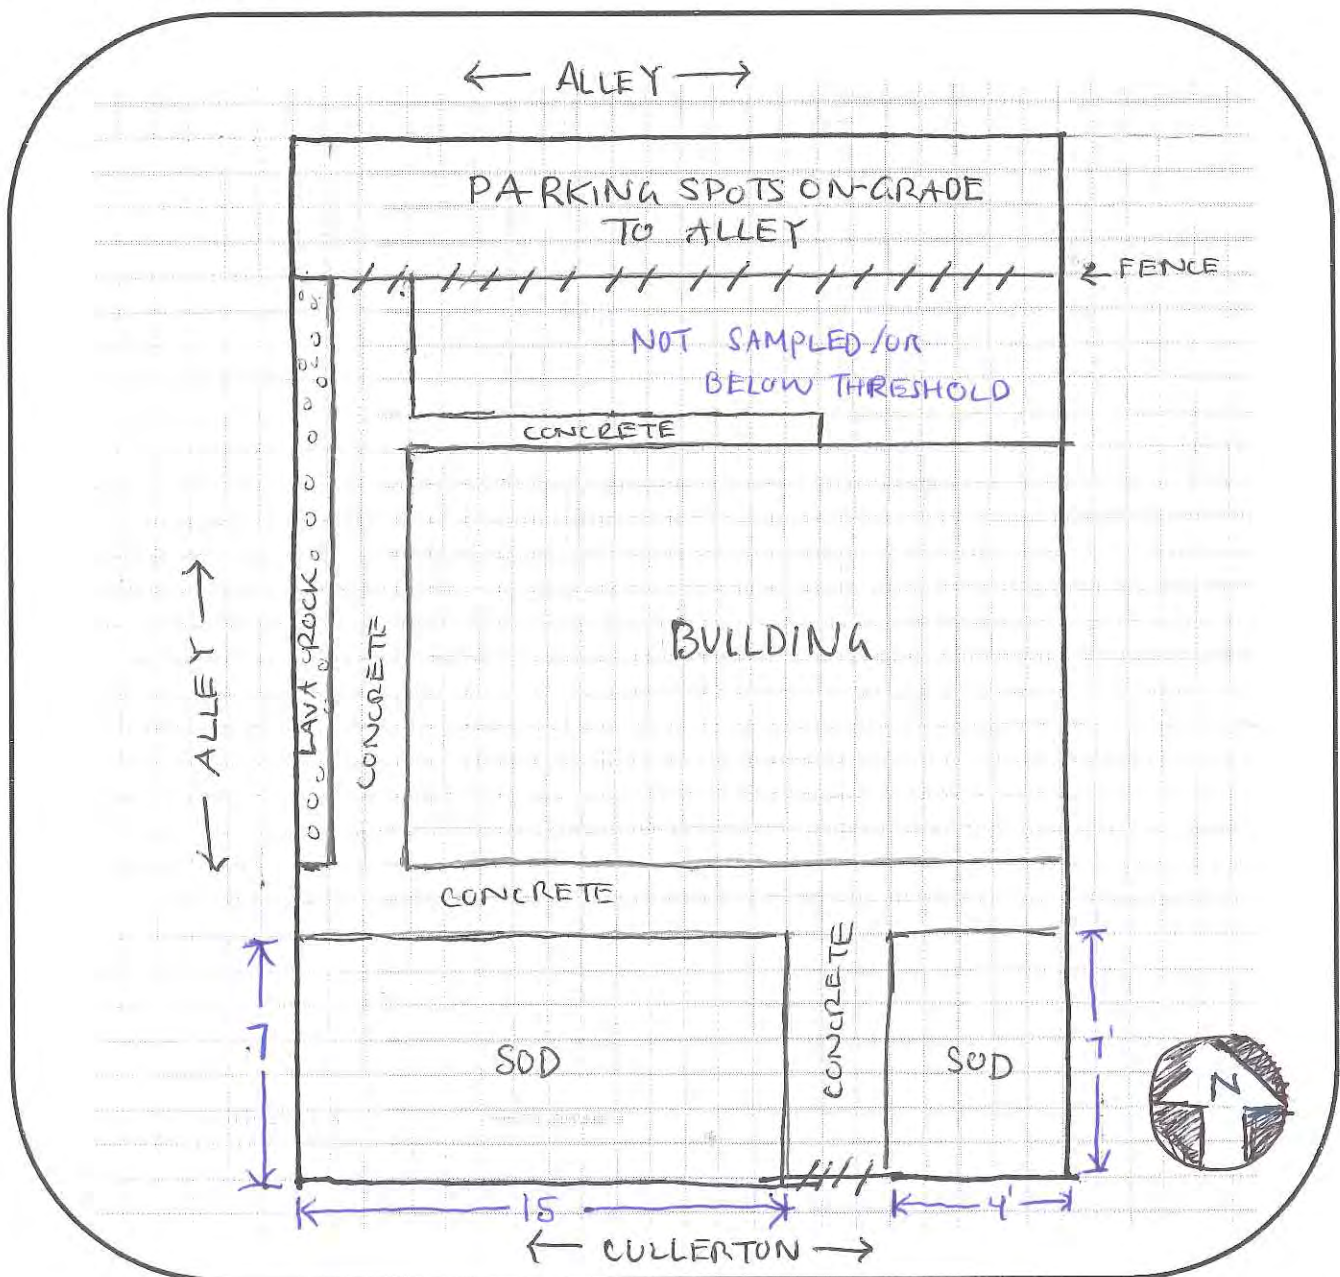 ← ALLEY →
PARKING SPOTS ON-GRADE
TO ALLEY
FENCE
NOT SAMPLED/OR
BELOW THRESHOLD
CONCRETE
← ALLEY →
LAVA ROCK
CONCRETE
BUILDING
CONCRETE
CONCRETE
7
SOD
SOD
7'
N
15
4'
← CULLERTON →